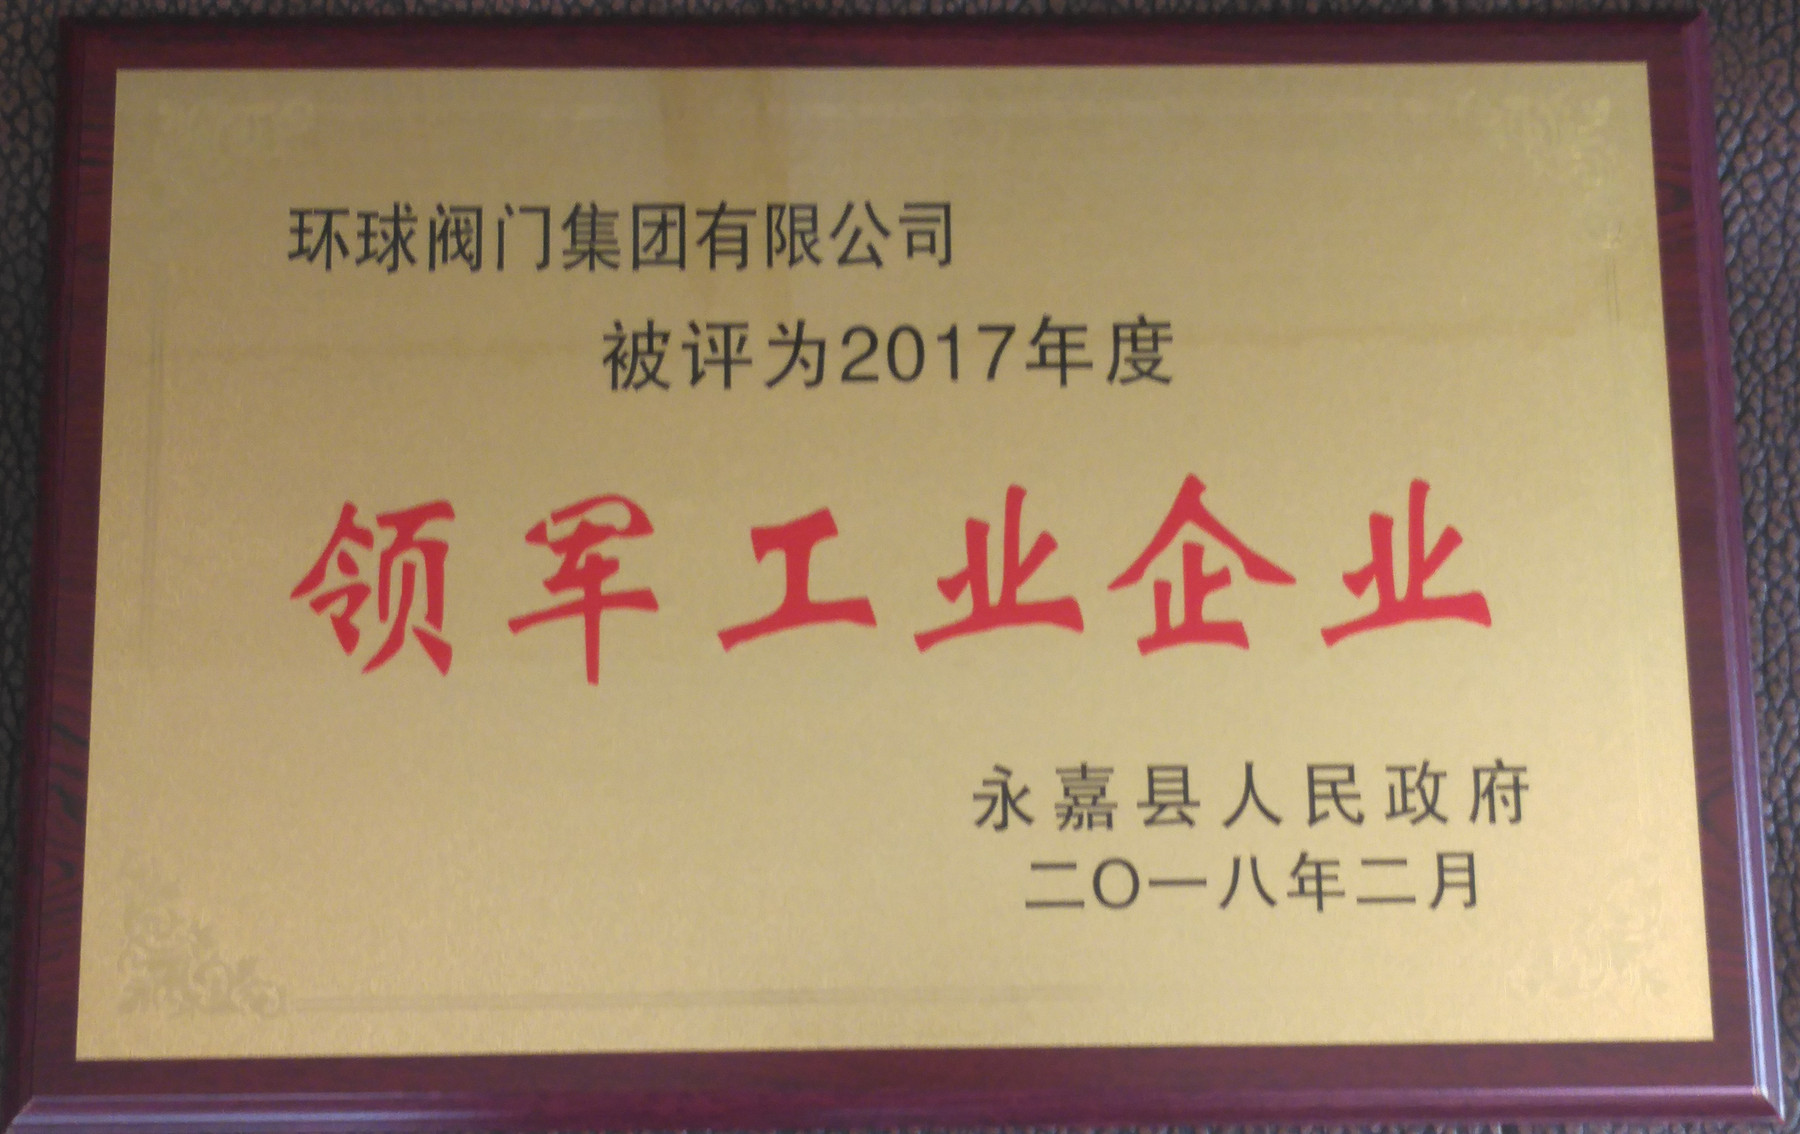 环球阀门集团有限公司
被评为2017年度
领军工业企业
永嘉县人民政府
二〇一八年二月